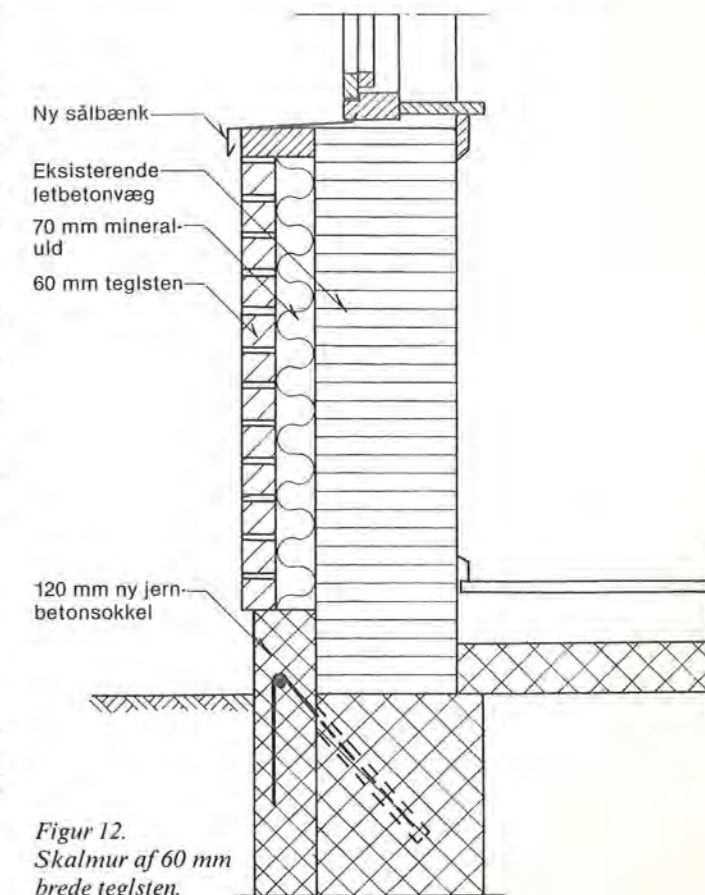 Ny sålbænk
Eksisterende
letbetonvæg
70 mm mineral-
uld
60 mm teglsten
120 mm ny jern-
betonsokkel
Figur 12.
Skalmur af 60 mm
brede teglsten.